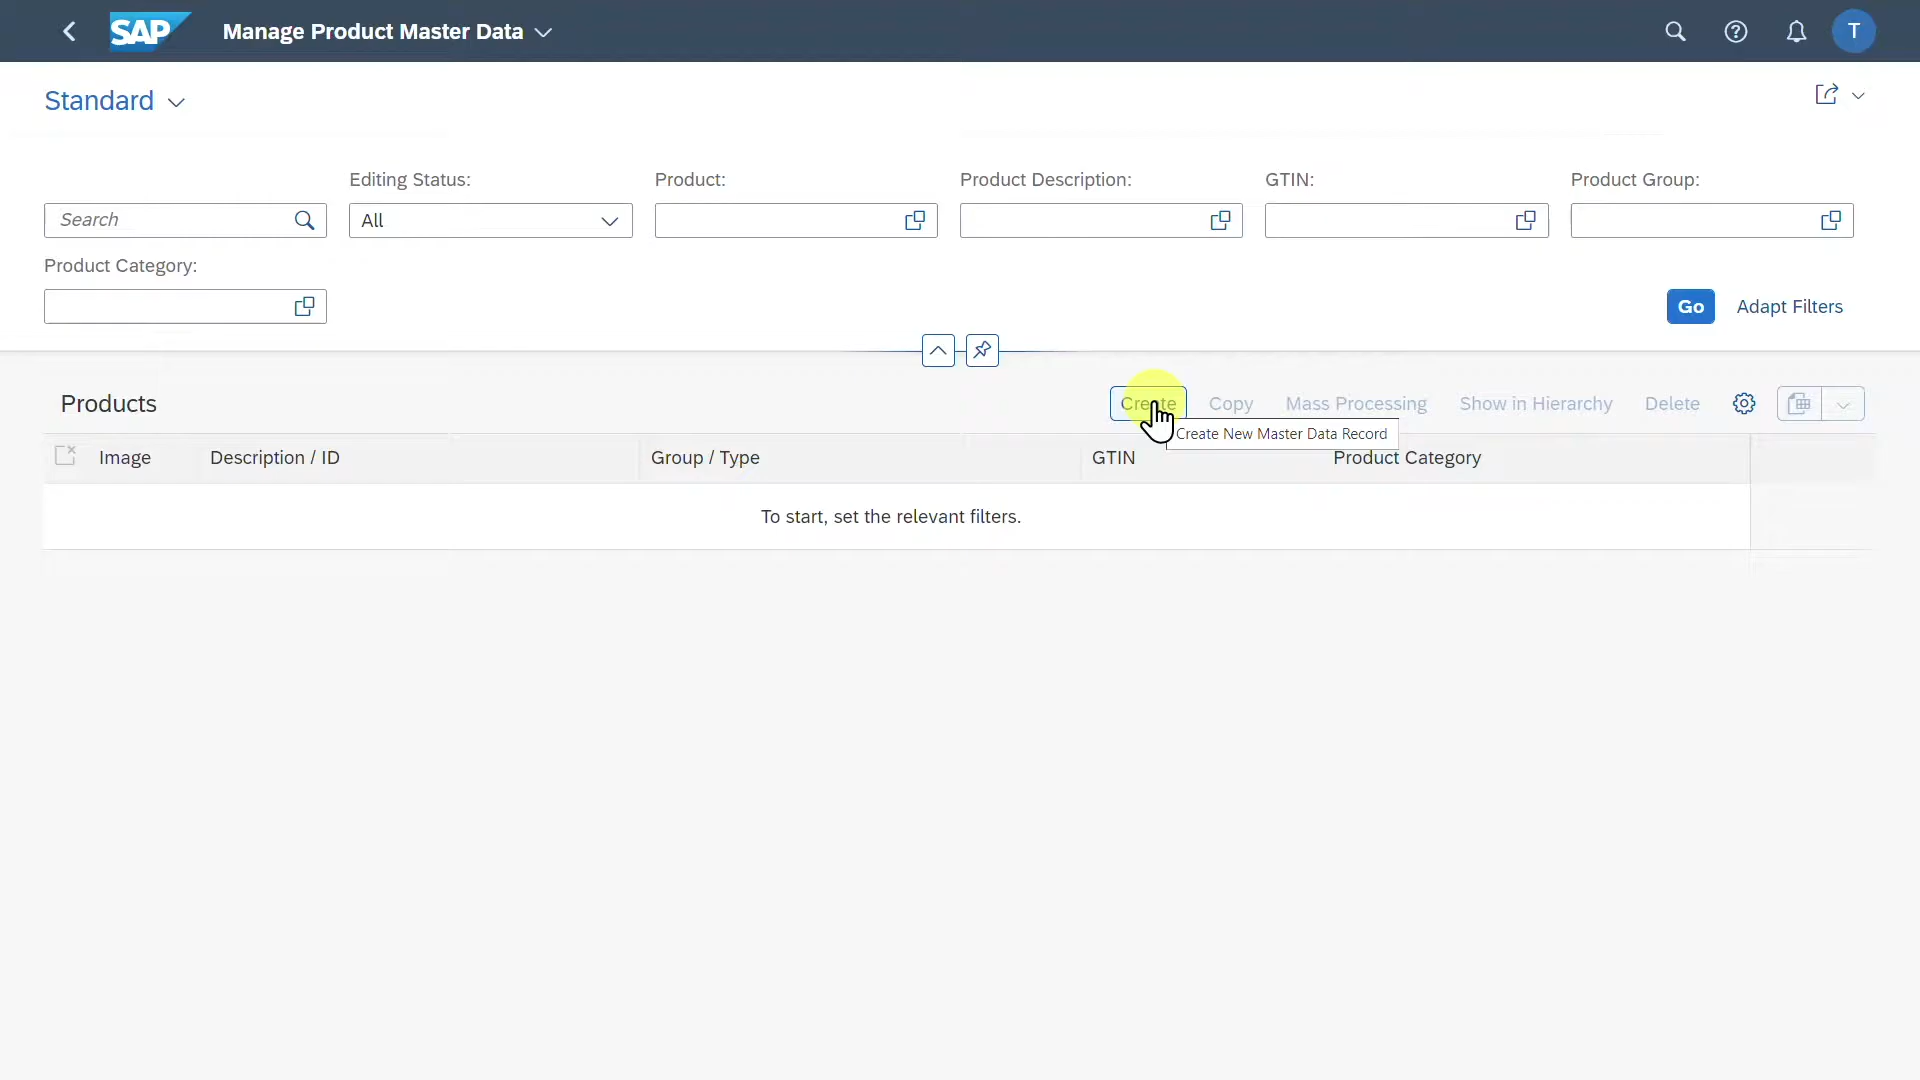 SAP Manage Product Master Data T
Standard
Editing Status: Product: Product Description: GTIN: Product Group:
Search All
Product Category:
Go Adapt Filters
Products Create Copy Mass Processing Show in Hierarchy Delete
Create New Master Data Record
Image Description / ID Group / Type GTIN Product Category
To start, set the relevant filters.